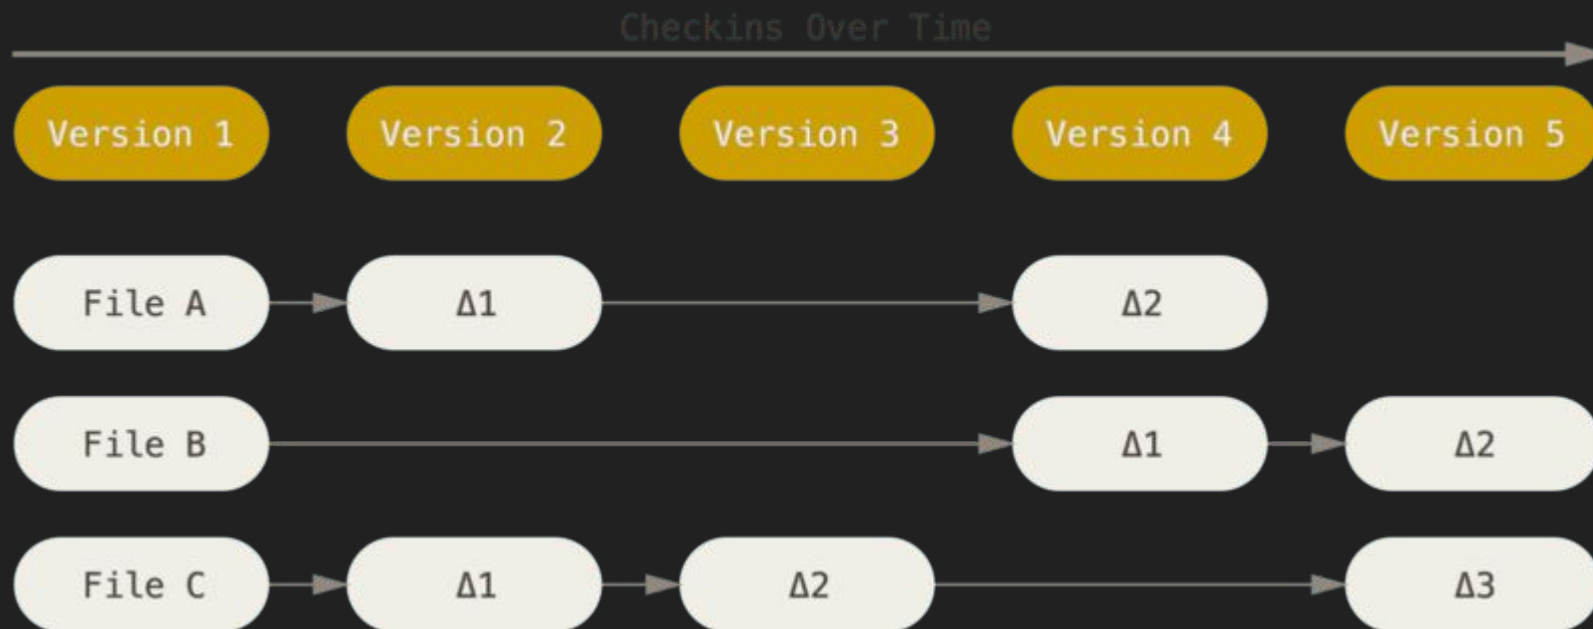 Checkins Over Time
Version 1 Version 2 Version 3 Version 4 Version 5
File A Δ1 Δ2
File B Δ1 Δ2
File C Δ1 Δ2 Δ3